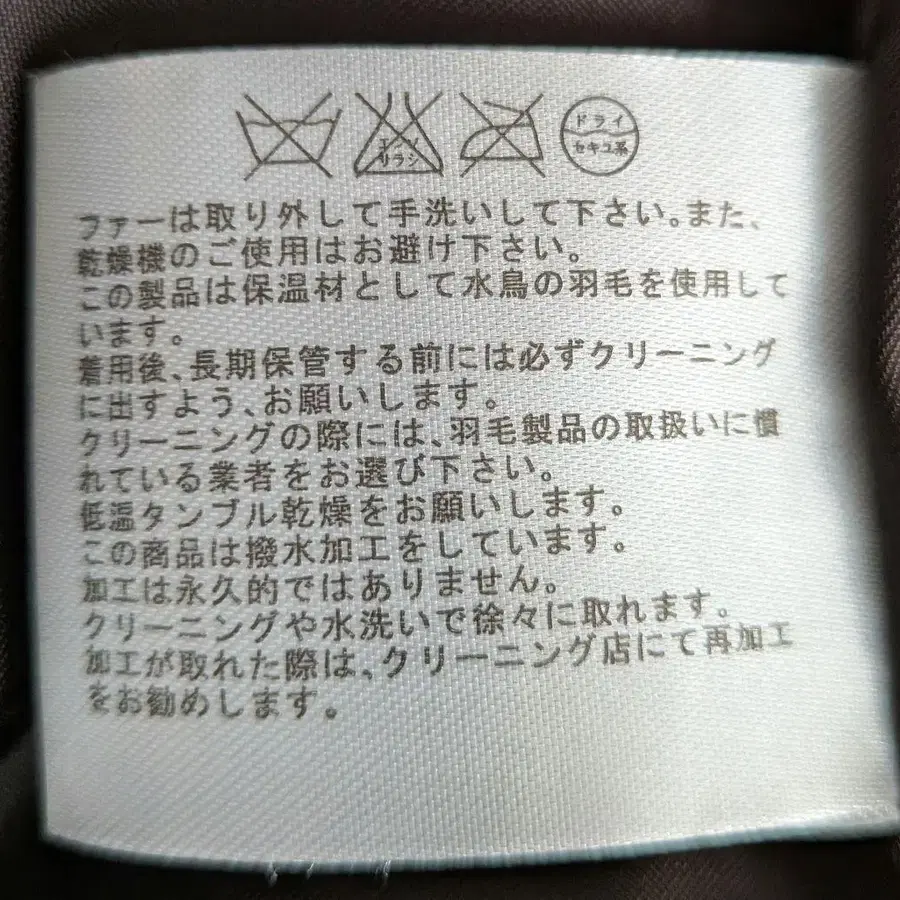 エンソ
サラシ
ドライ
セキユ系
ファーは取り外して手洗いして下さい。また、
乾燥機のご使用はお避け下さい。
この製品は保温材として水鳥の羽毛を使用して
います。
着用後、長期保管する前には必ずクリーニング
に出すよう、お願いします。
クリーニングの際には、羽毛製品の取扱いに慣
れている業者をお選び下さい。
低温タンブル乾燥をお願いします。
この商品は撥水加工をしています。
加工は永久的ではありません。
クリーニングや水洗いで徐々に取れます。
加工が取れた際は、クリーニング店にて再加工
をお勧めします。